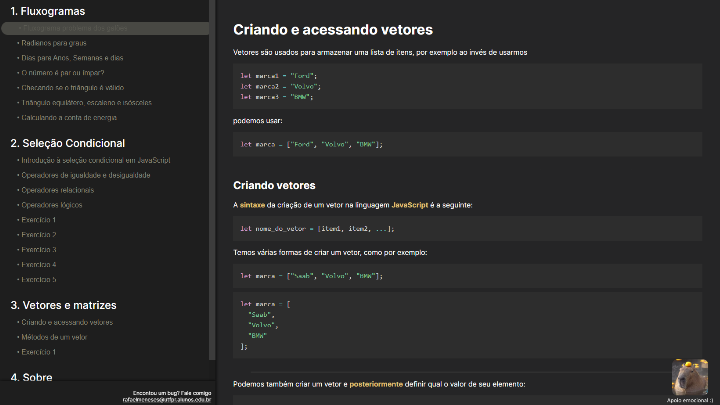 1. Fluxogramas
• Radianos para graus
• Dias para Anos, Semanas e dias
• O número é par ou ímpar?
• Checando se o triângulo é válido
• Triângulo equilátero, escaleno e isósceles
• Calculando a conta de energia
2. Seleção Condicional
• Introdução à seleção condicional em JavaScript
• Operadores de igualdade e desigualdade
• Operadores relacionais
• Operadores lógicos
• Exercício 1
• Exercício 2
• Exercício 3
• Exercício 4
• Exercício 5
3. Vetores e matrizes
• Criando e acessando vetores
• Métodos de um vetor
• Exercício 1
4. Sobre
Encontou um bug? Fale comigo
rafaelmeneses@utfpr.alunos.edu.br
Criando e acessando vetores
Vetores são usados para armazenar uma lista de itens, por exemplo ao invés de usarmos
let marca1 = "Ford";
let marca2 = "Volvo";
let marca3 = "BMW";
podemos usar:
let marca = ["Ford", "Volvo", "BMW"];
Criando vetores
A sintaxe da criação de um vetor na linguagem JavaScript é a seguinte:
let nome_do_vetor = [item1, item2, ...];
Temos várias formas de criar um vetor, como por exemplo:
let marca = ["Saab", "Volvo", "BMW"];
let marca = [
"Saab",
"Volvo",
"BMW"
];
Podemos também criar um vetor e posteriormente definir qual o valor de seu elemento:
Apoio emocional :)